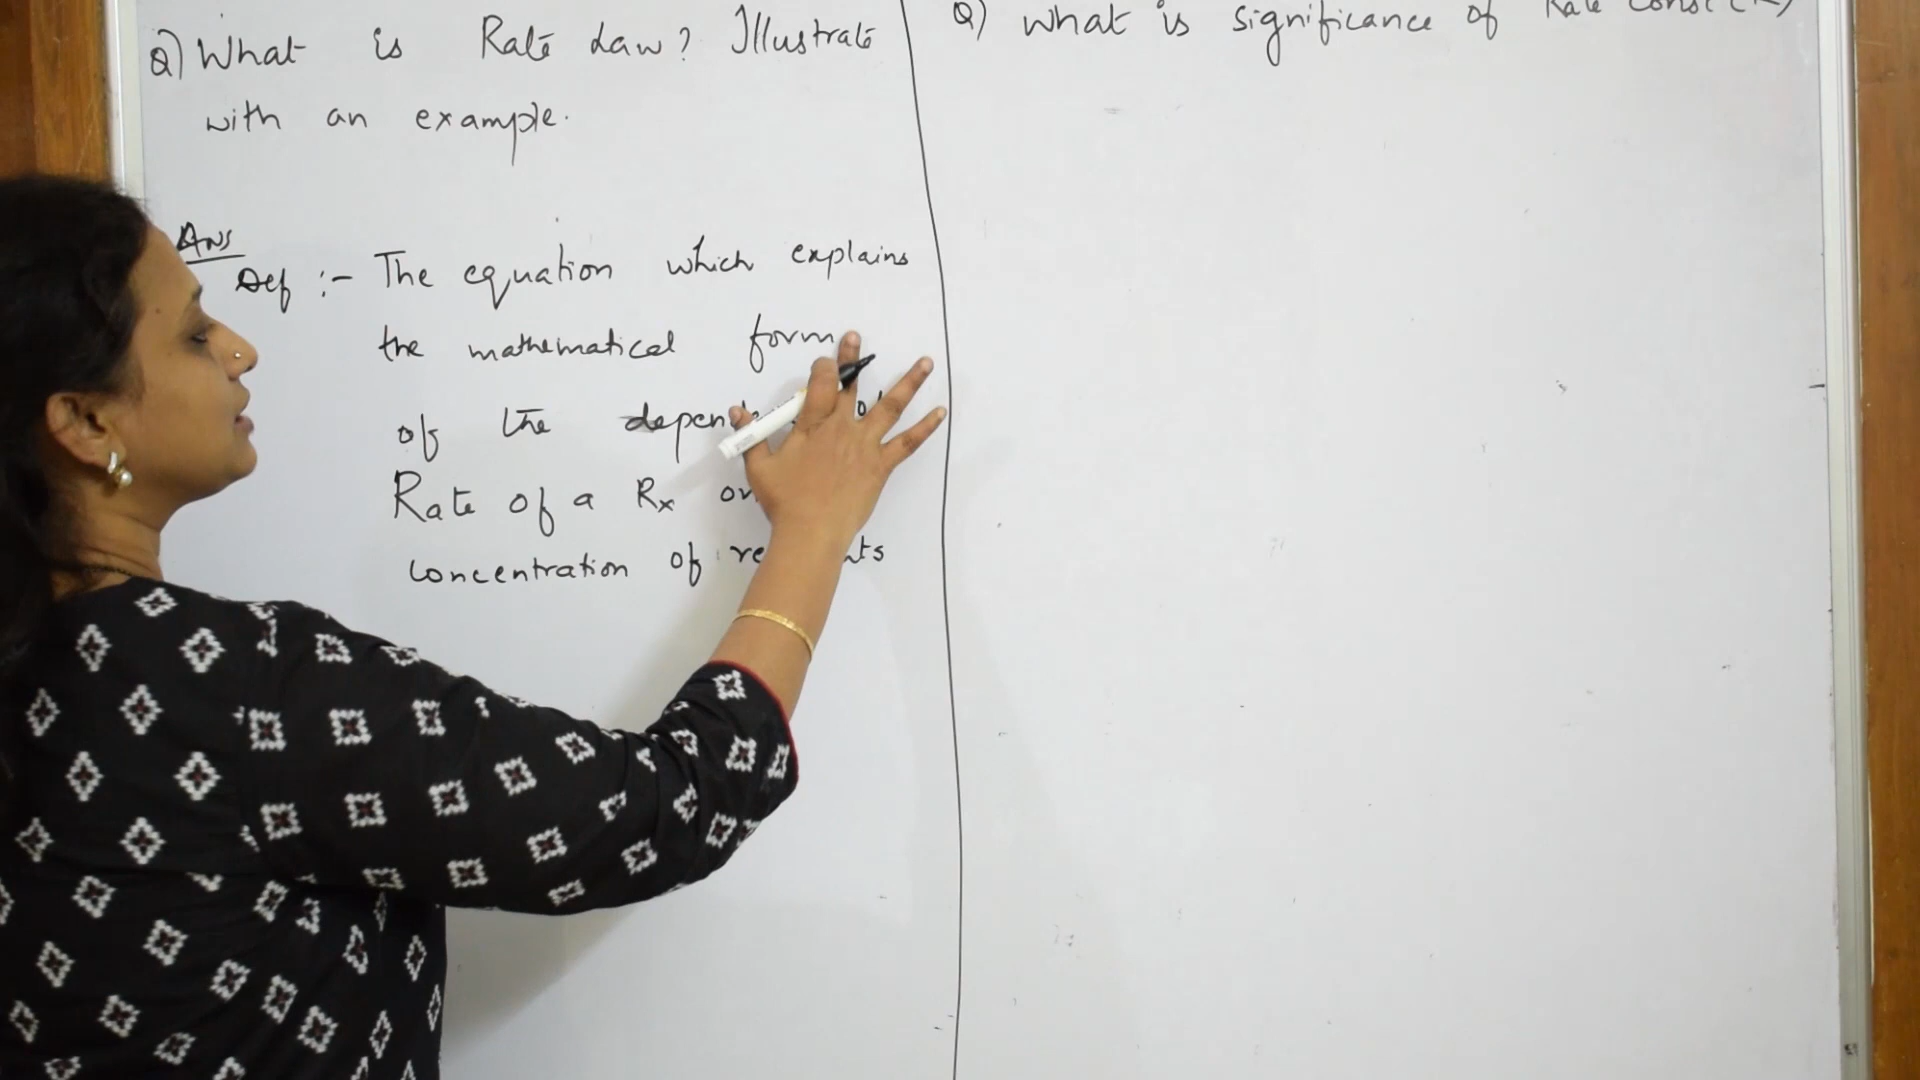 Q) What is Rate Law? Illustrate
with an example.
Ans
Def :- The equation which explains
the mathematical form
of the
Rate of a Rx
concentration of
Q) What is significance of Rate